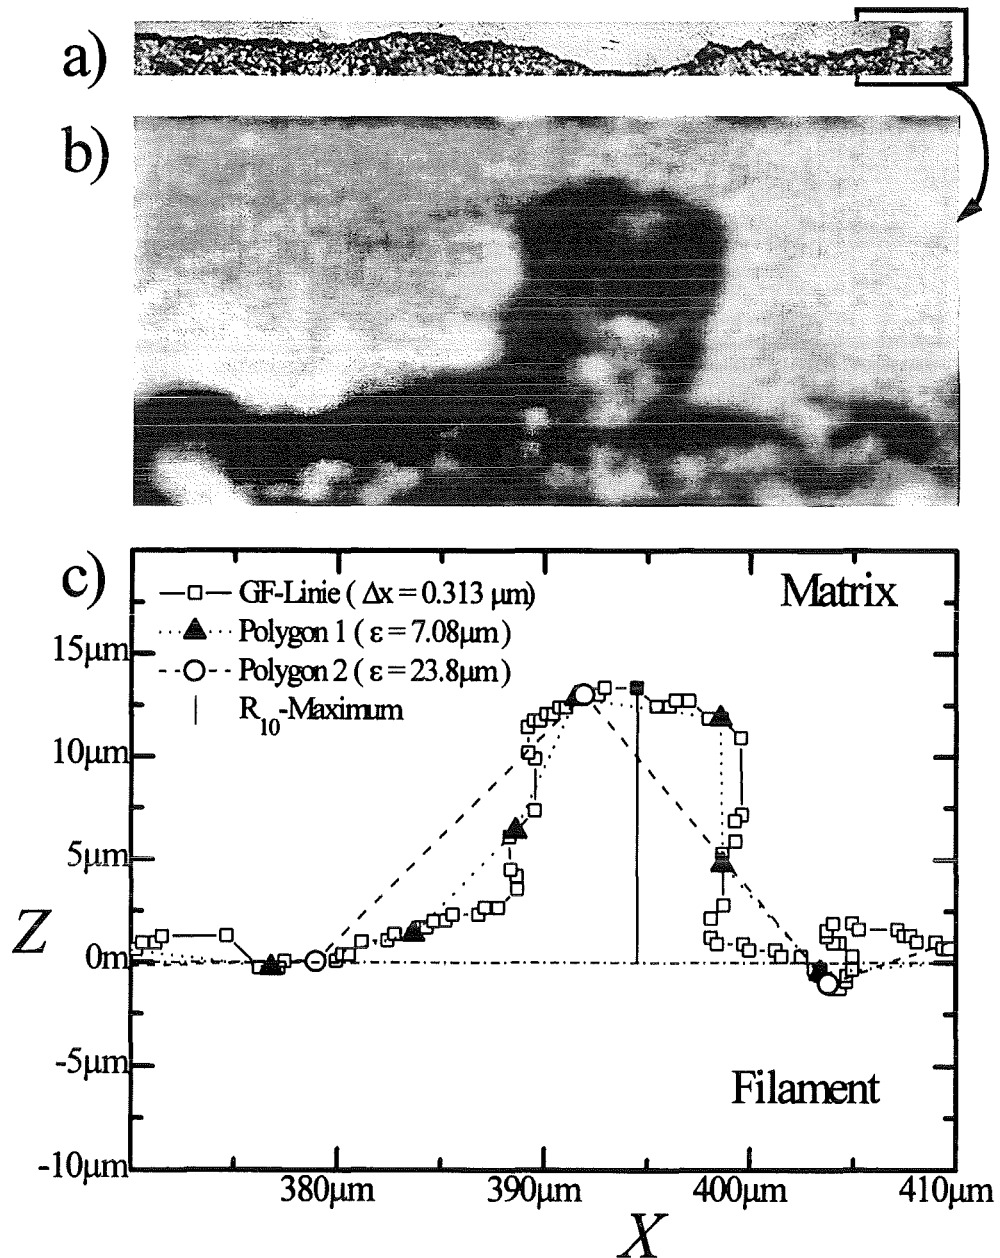 a)
b)
c)
Matrix
GF-Linie ( Δx = 0.313 µm)
Polygon 1 ( ε = 7.08µm )
Polygon 2 ( ε = 23.8µm )
R₁₀-Maximum
15µm
10µm
5µm
0m
-5µm
-10µm
Z
Filament
380µm 390µm 400µm 410µm
X